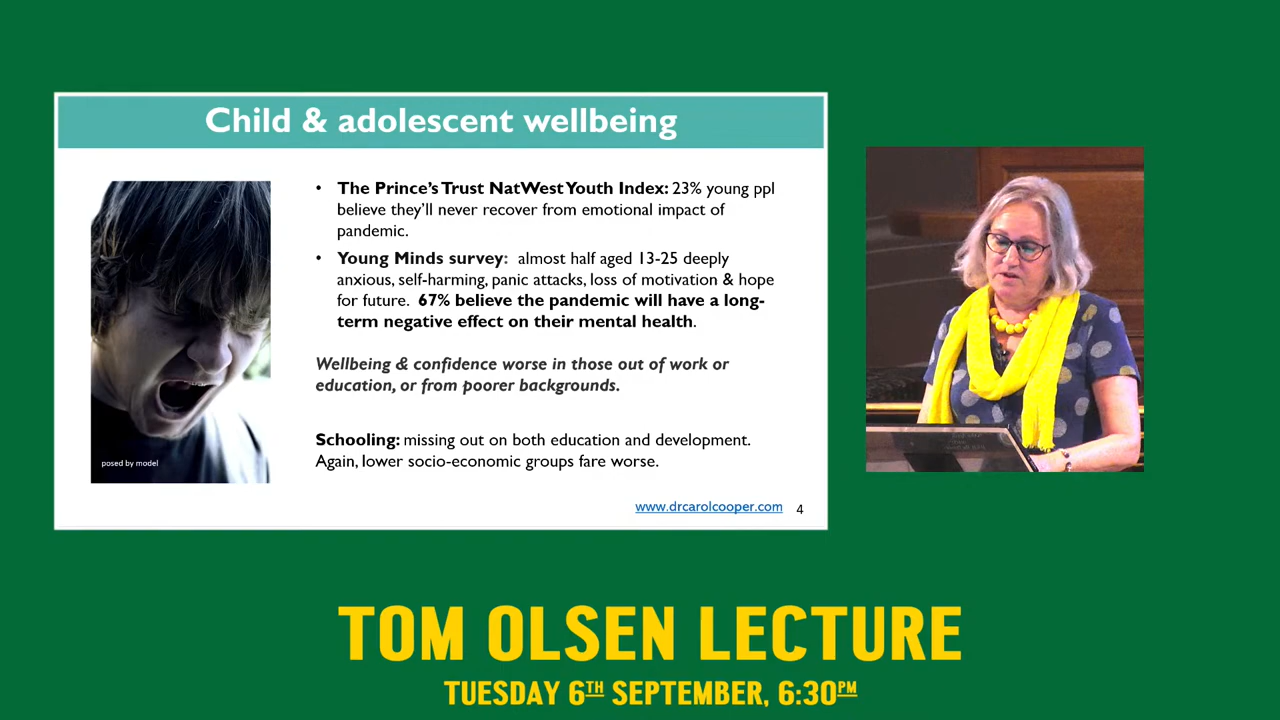 Child & adolescent wellbeing
• The Prince's Trust NatWest Youth Index: 23% young ppl
believe they'll never recover from emotional impact of
pandemic.
• Young Minds survey: almost half aged 13-25 deeply
anxious, self-harming, panic attacks, loss of motivation & hope
for future. 67% believe the pandemic will have a long-
term negative effect on their mental health.
Wellbeing & confidence worse in those out of work or
education, or from poorer backgrounds.
Schooling: missing out on both education and development.
Again, lower socio-economic groups fare worse.
posed by model
www.drcarolcooper.com 4
TOM OLSEN LECTURE
TUESDAY 6TH SEPTEMBER, 6:30PM